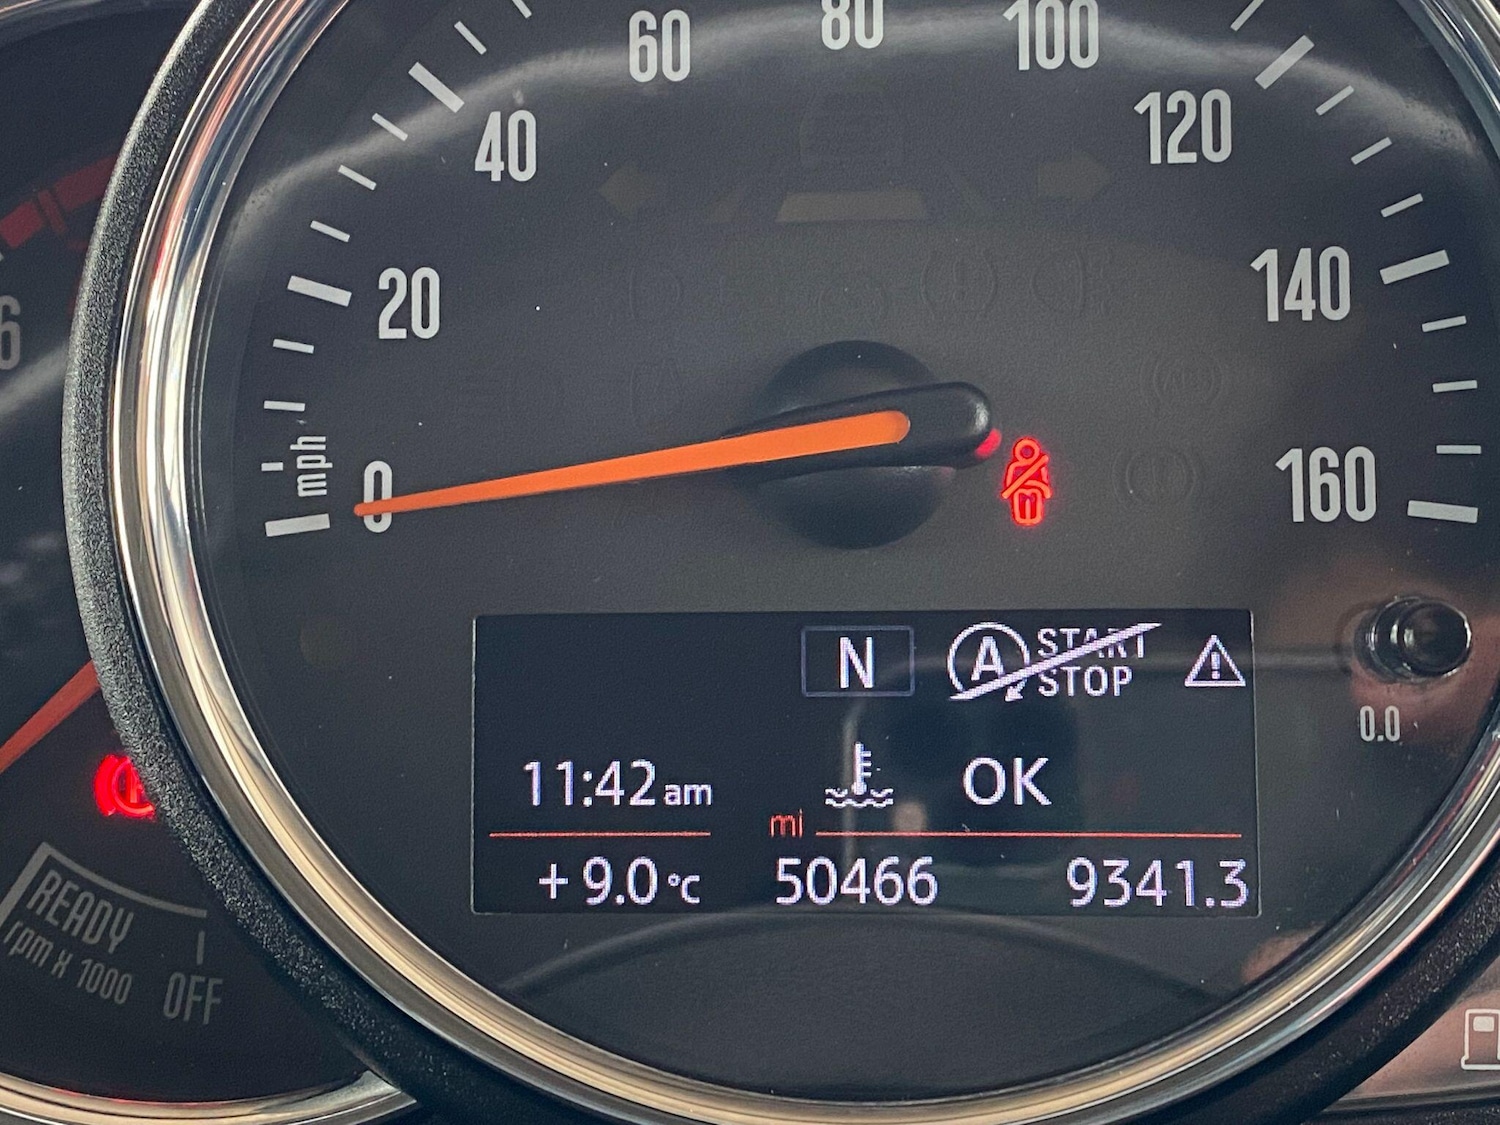 60 80 100
40 120
20 140
6
mph
0 160
N A START STOP
0.0
11:42am OK
mi
+9.0°C 50466 9341.3
READY
rpm x 1000 OFF